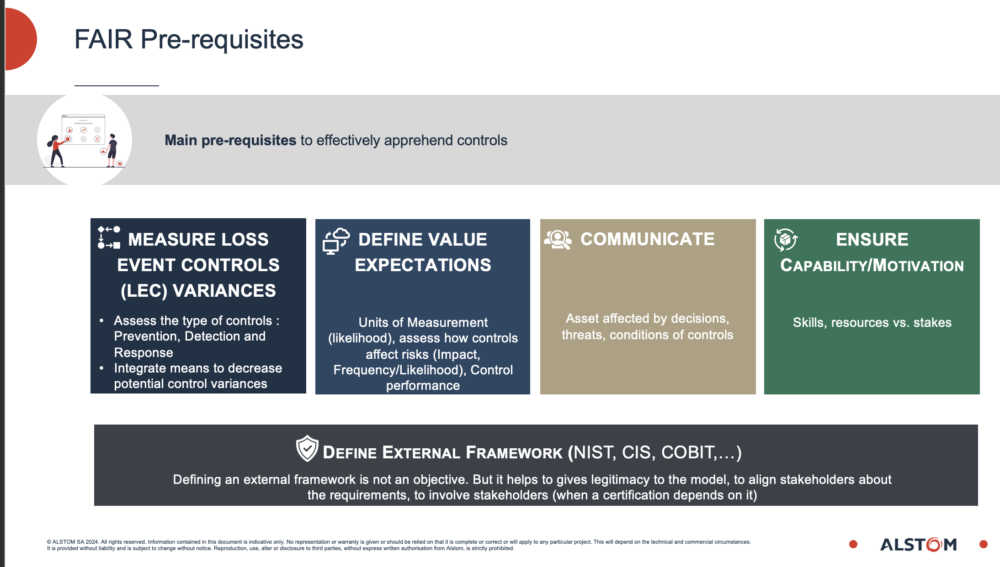 FAIR Pre-requisites
Main pre-requisites to effectively apprehend controls
MEASURE LOSS
EVENT CONTROLS
(LEC) VARIANCES
• Assess the type of controls :
Prevention, Detection and
Response
• Integrate means to decrease
potential control variances
DEFINE VALUE
EXPECTATIONS
Units of Measurement
(likelihood), assess how controls
affect risks (Impact,
Frequency/Likelihood), Control
performance
COMMUNICATE
Asset affected by decisions,
threats, conditions of controls
ENSURE
CAPABILITY/MOTIVATION
Skills, resources vs. stakes
DEFINE EXTERNAL FRAMEWORK (NIST, CIS, COBIT,…)
Defining an external framework is not an objective. But it helps to gives legitimacy to the model, to align stakeholders about
the requirements, to involve stakeholders (when a certification depends on it)
© ALSTOM SA 2024. All rights reserved. Information contained in this document is indicative only. No representation or warranty is given or should be relied on that it is complete or correct or will apply to any particular project. This will depend on the technical and commercial circumstances.
It is provided without liability and is subject to change without notice. Reproduction, use, alter or disclosure to third parties, without express written authorisation from Alstom, is strictly prohibited.
ALSTOM